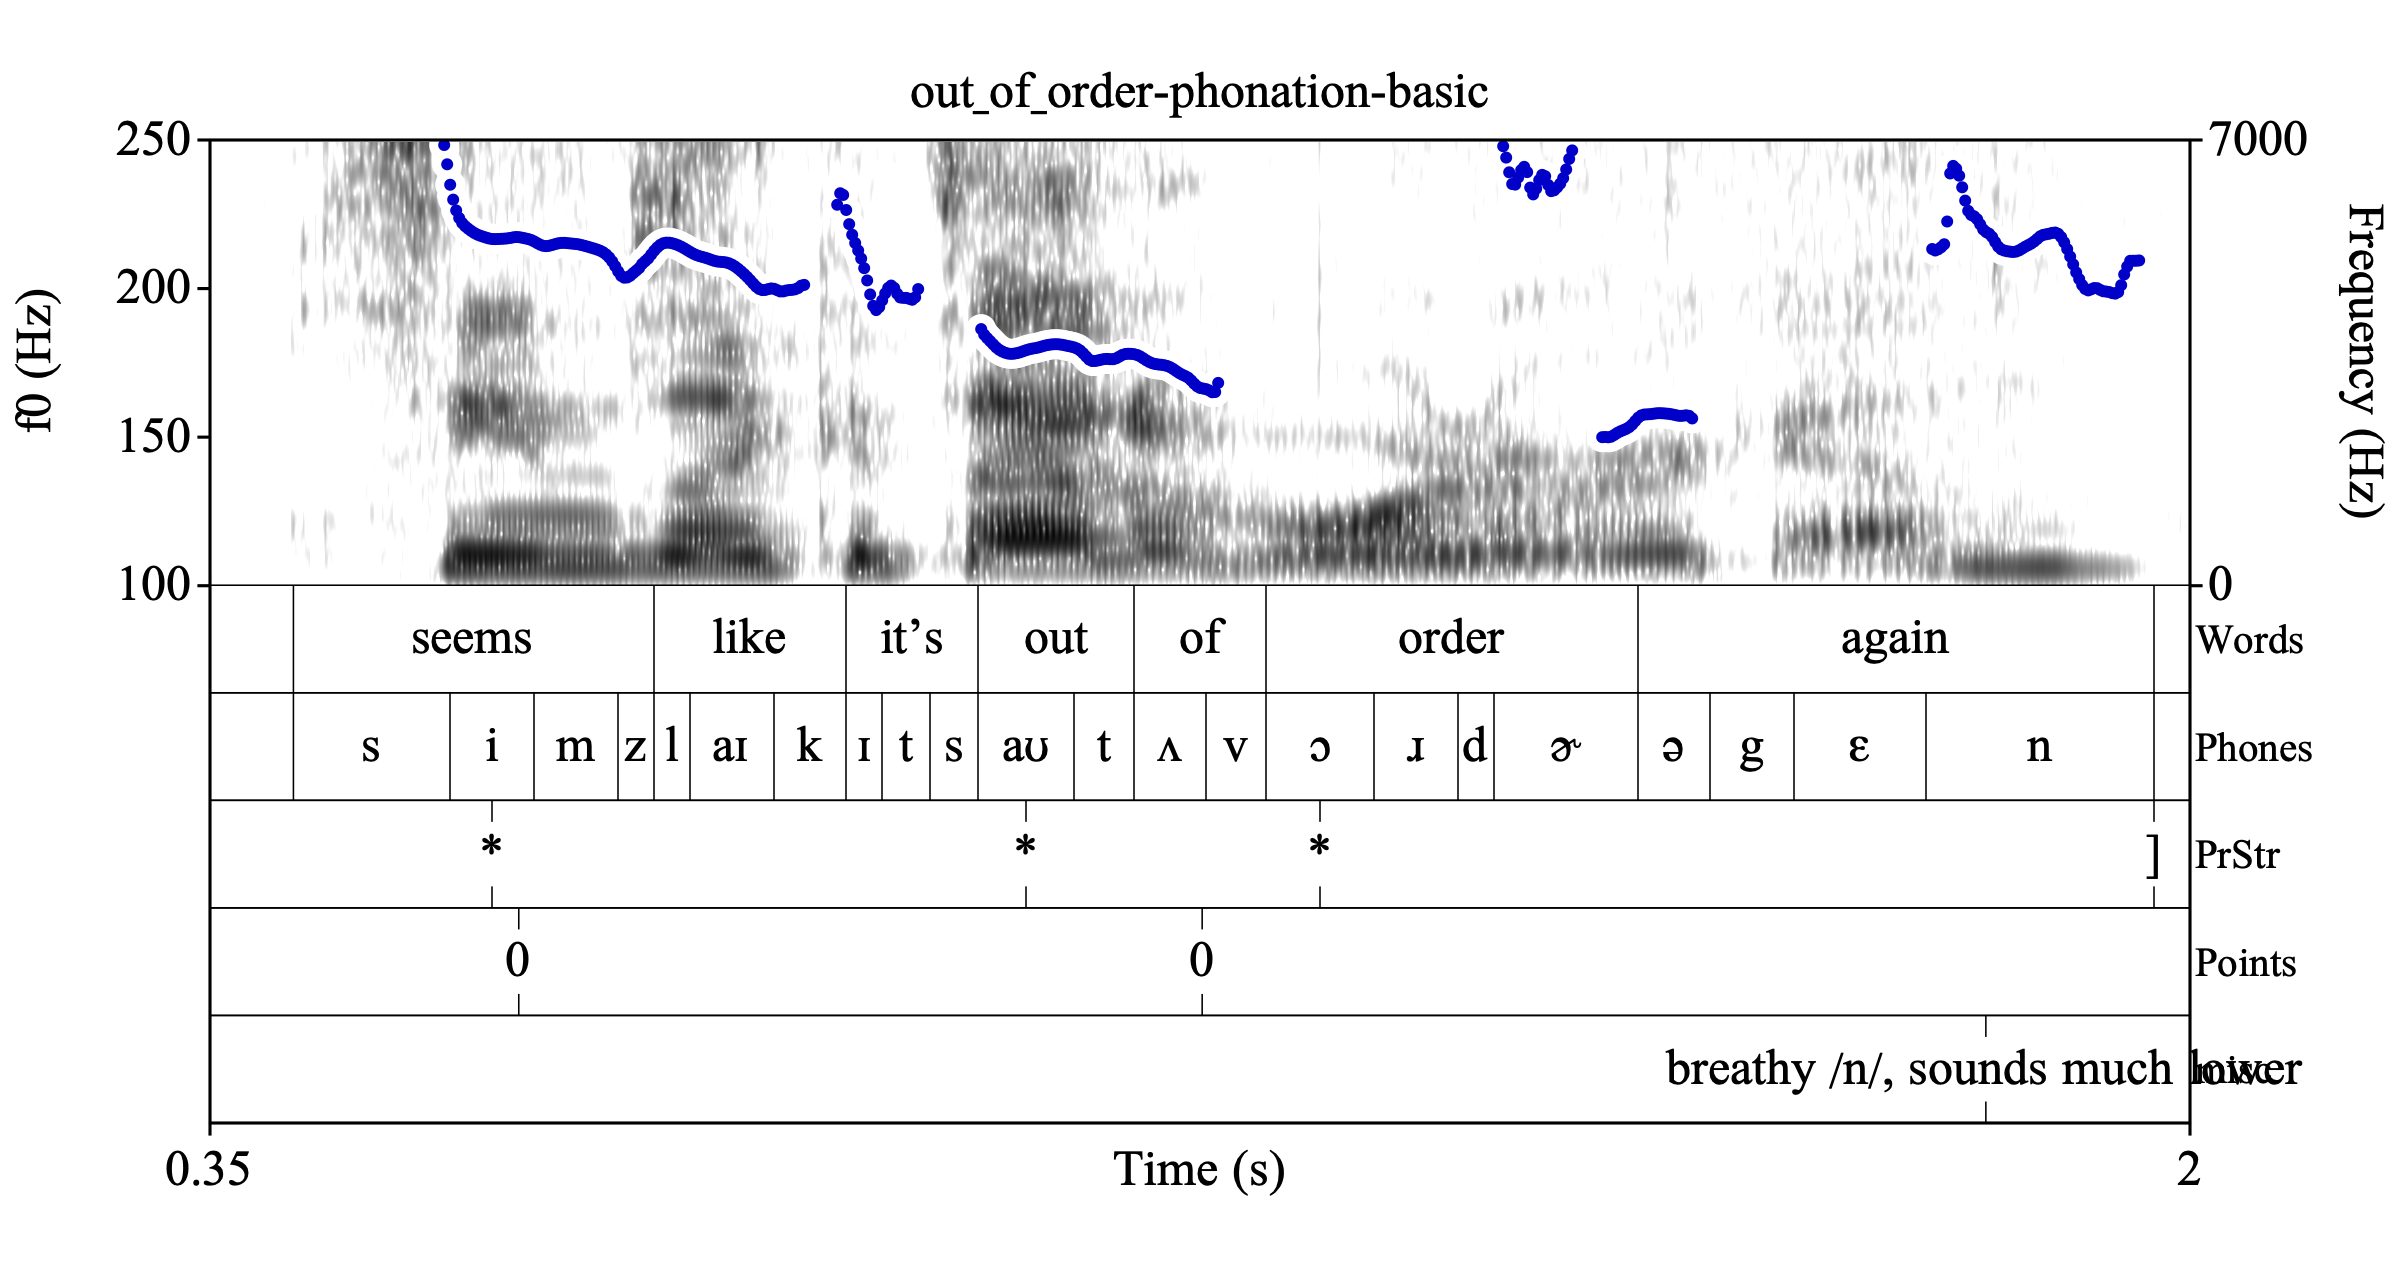 out_of_order-phonation-basic
250
7000
200
150
100
0
f0 (Hz)
Frequency (Hz)
seems like it’s out of order again Words
s i m z l aɪ k ɪ t s aʊ t ʌ v ɔ ɹ d ɚ ə g ɛ n Phones
* * * ] PrStr
0 0 Points
breathy /n/, sounds much lower
misc
0.35 Time (s) 2